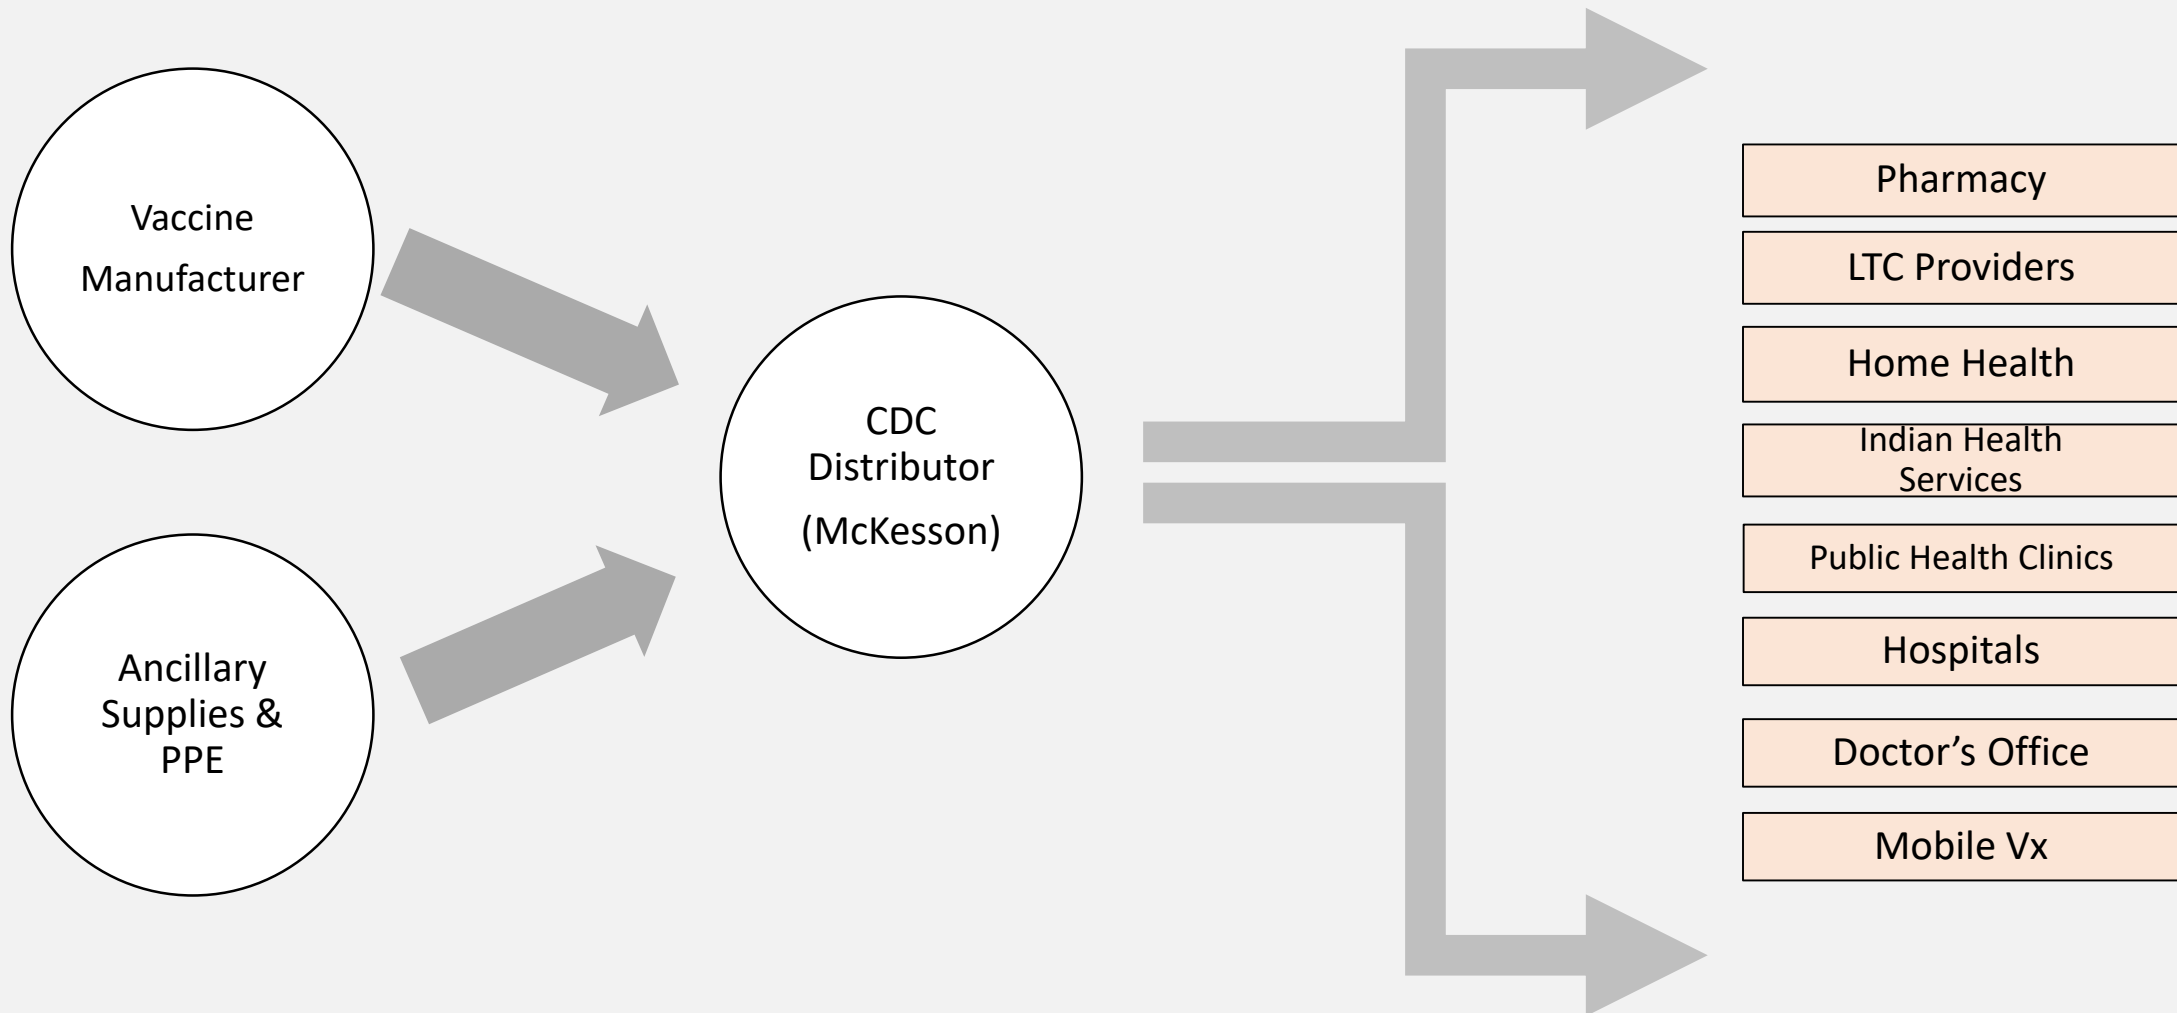 Vaccine
Manufacturer
Ancillary
Supplies &
PPE
CDC
Distributor
(McKesson)
Pharmacy
LTC Providers
Home Health
Indian Health
Services
Public Health Clinics
Hospitals
Doctor’s Office
Mobile Vx